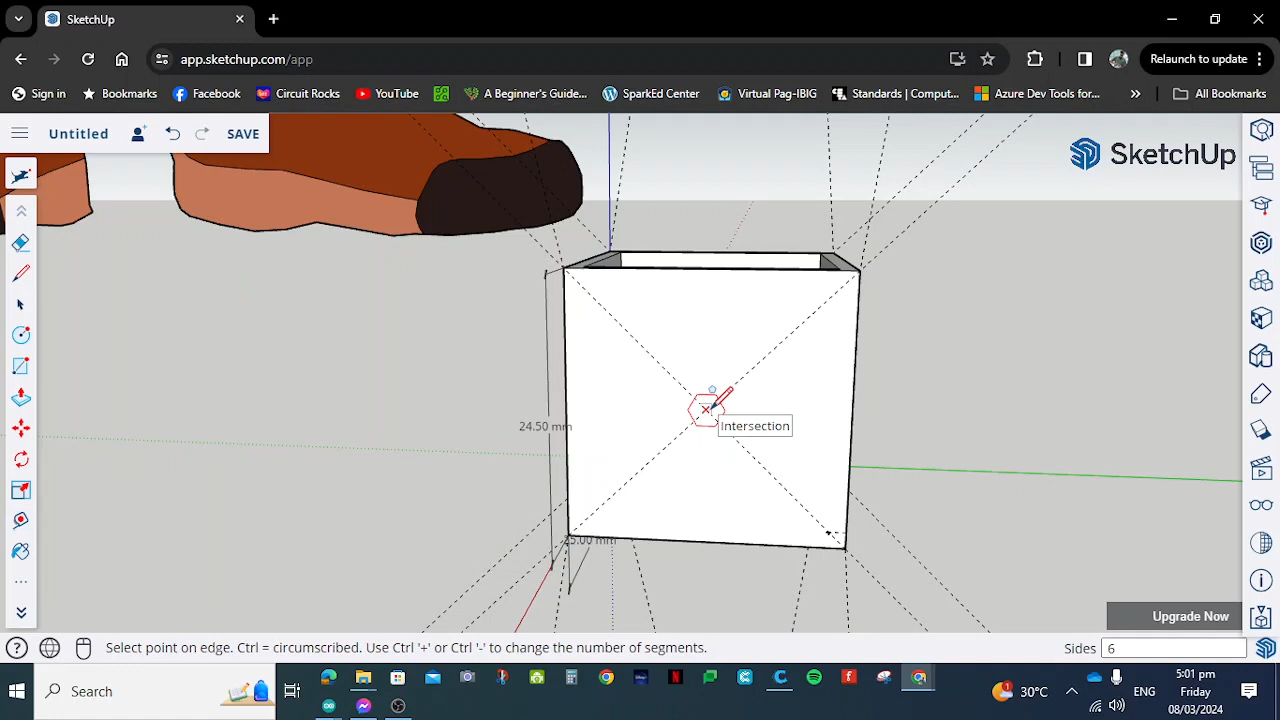 SketchUp
app.sketchup.com/app
Relaunch to update
Sign in
Bookmarks
Facebook
Circuit Rocks
YouTube
A Beginner's Guide...
SparkEd Center
Virtual Pag-IBIG
Standards | Comput...
Azure Dev Tools for...
»
All Bookmarks
Untitled
SAVE
SketchUp
24.50 mm
Intersection
25.00 mm
Upgrade Now
Select point on edge. Ctrl = circumscribed. Use Ctrl '+' or Ctrl '-' to change the number of segments.
Sides
6
Search
30°C
ENG
5:01 pm
Friday
08/03/2024